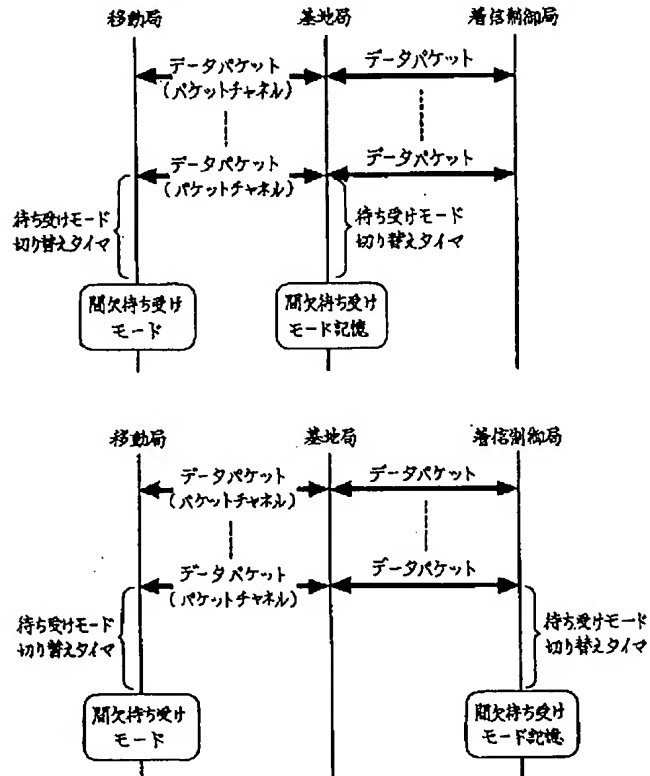 移動局 基地局 着信制御局
データパケット データパケット
(パケットチャネル)
データパケット データパケット
(パケットチャネル)
待ち受けモード 待ち受けモード
切り替えタイマ 切り替えタイマ
間欠待ち受け 間欠待ち受け
モード モード記憶
移動局 基地局 着信制御局
データパケット データパケット
(パケットチャネル)
データパケット データパケット
(パケットチャネル)
待ち受けモード 待ち受けモード
切り替えタイマ 切り替えタイマ
間欠待ち受け 間欠待ち受け
モード モード記憶